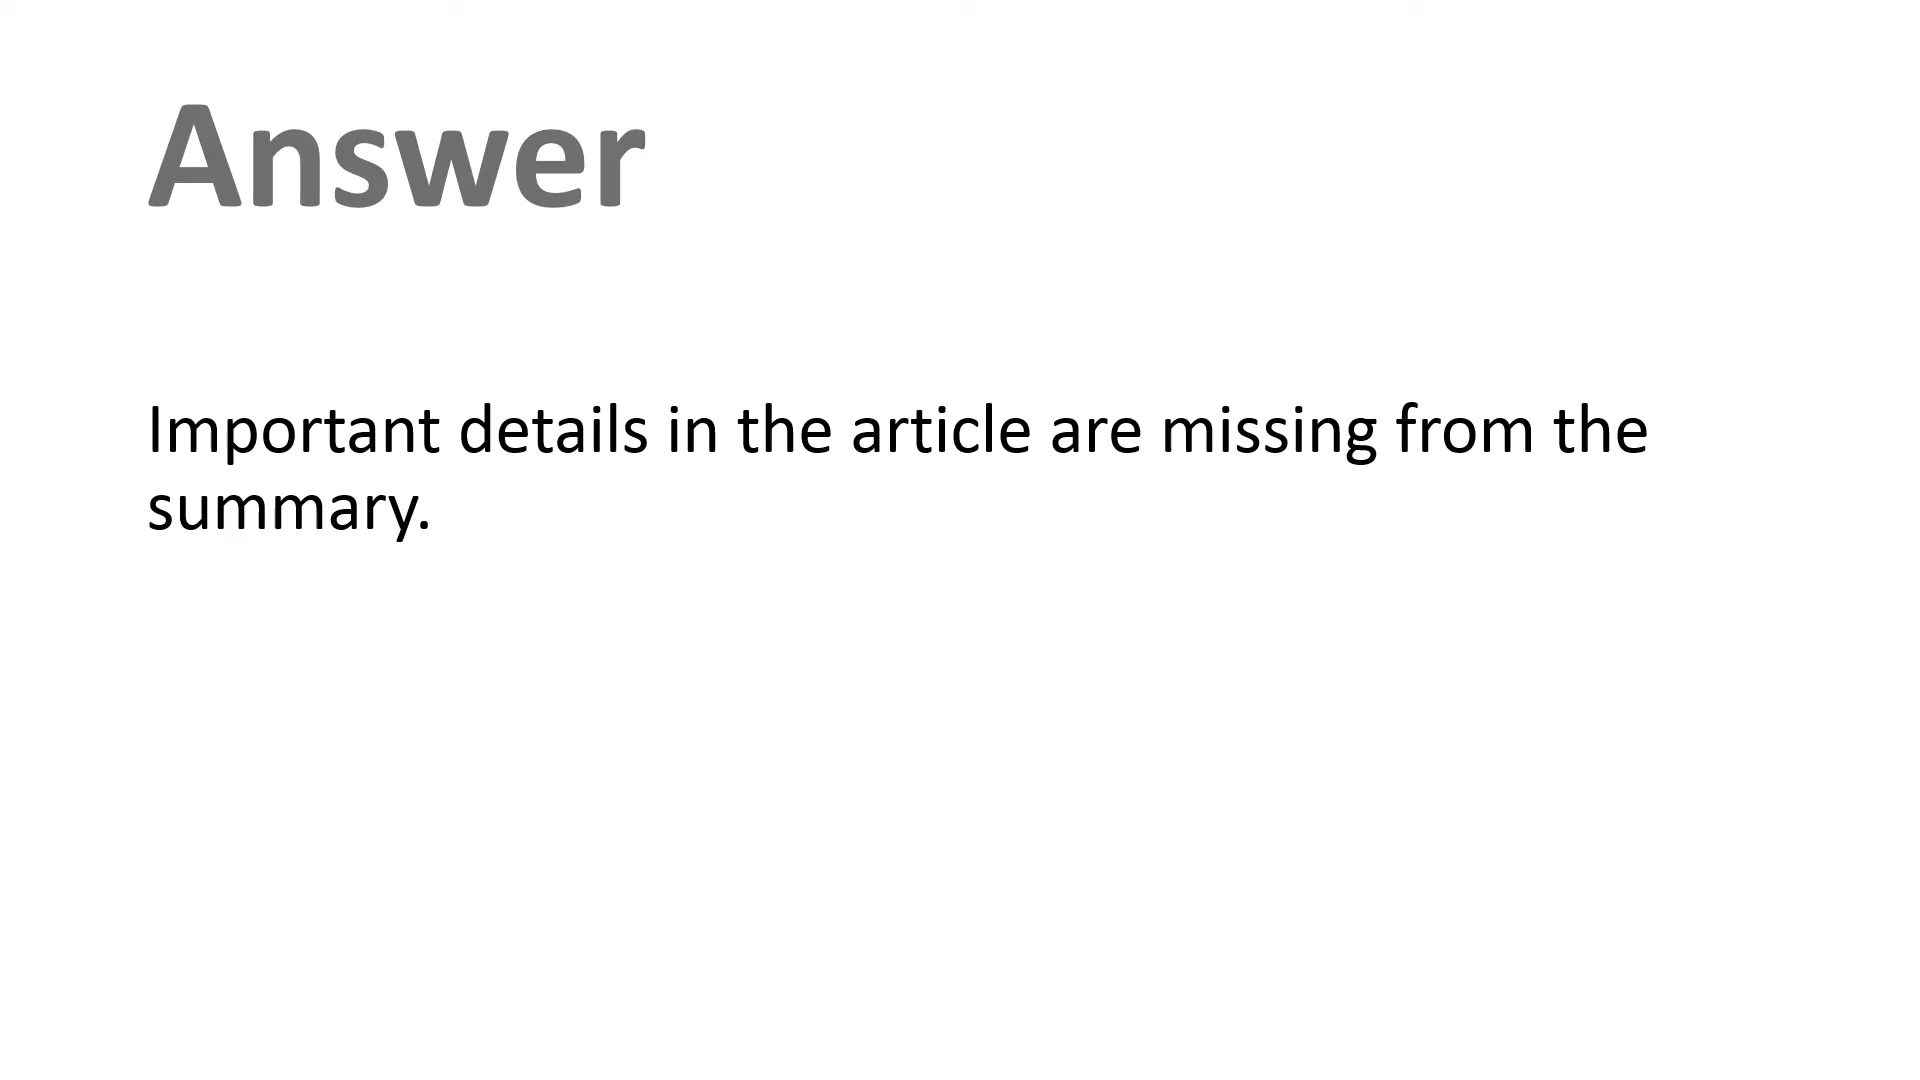 Answer
Important details in the article are missing from the
summary.